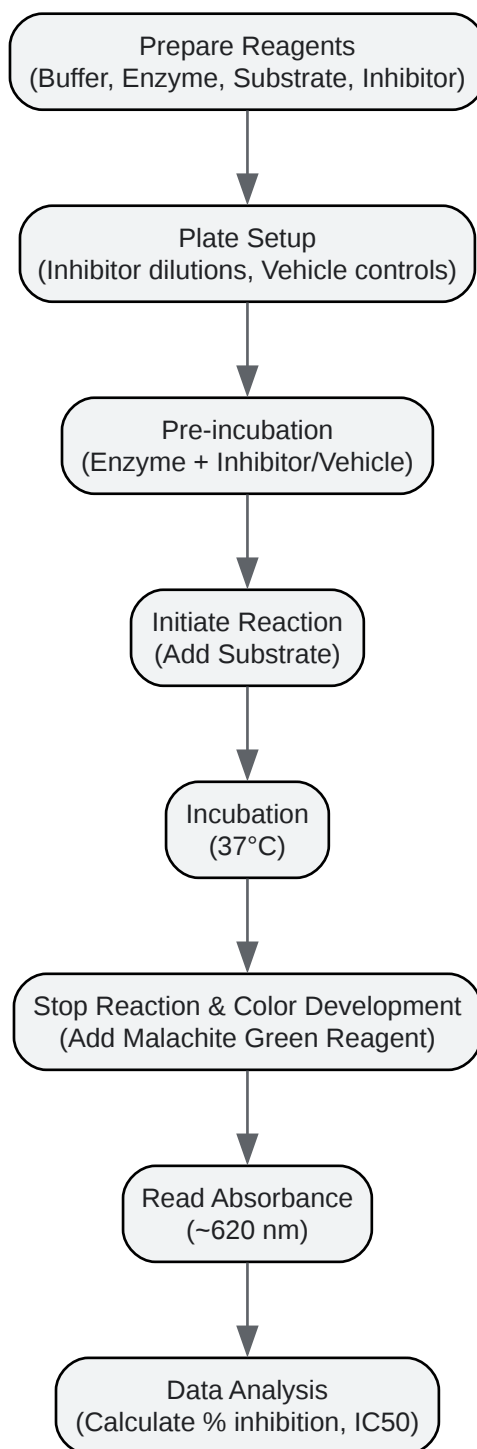 Prepare Reagents
(Buffer, Enzyme, Substrate, Inhibitor)
Plate Setup
(Inhibitor dilutions, Vehicle controls)
Pre-incubation
(Enzyme + Inhibitor/Vehicle)
Initiate Reaction
(Add Substrate)
Incubation
(37°C)
Stop Reaction & Color Development
(Add Malachite Green Reagent)
Read Absorbance
(~620 nm)
Data Analysis
(Calculate % inhibition, IC50)